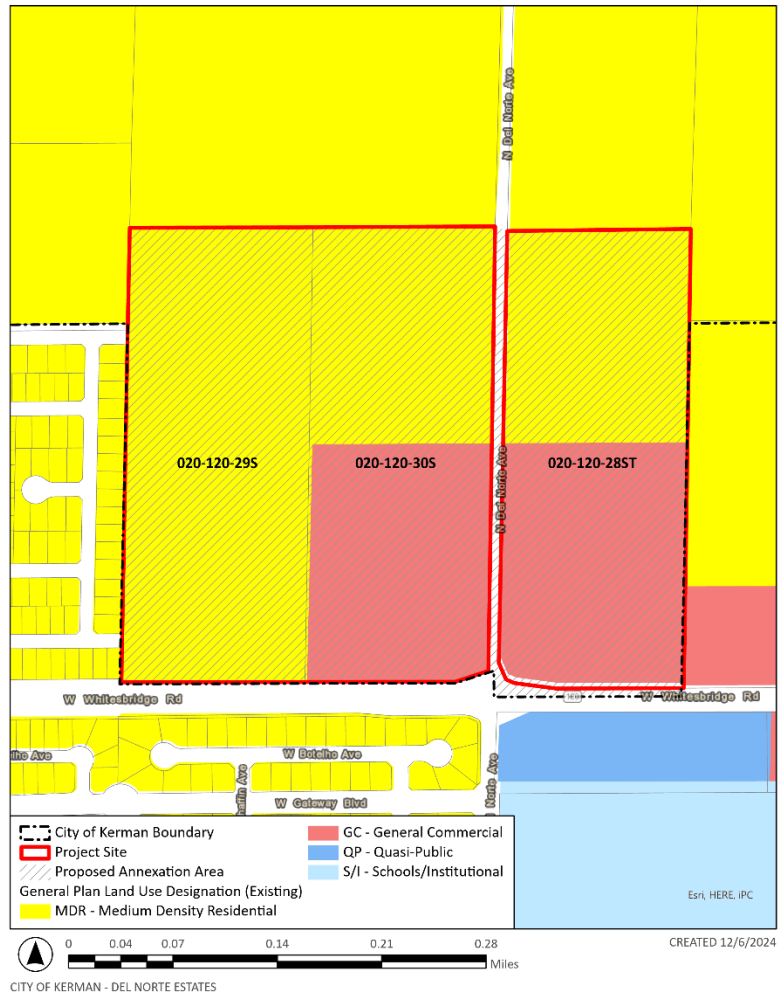 N Del Norte Ave
020-120-29S
020-120-30S
020-120-28ST
N Del Norte Ave
W Whitesbridge Rd
W Whitesbridge Rd
lho Ave
W Botelho Ave
Norte Ave
W Gateway Blvd
City of Kerman Boundary
Project Site
Proposed Annexation Area
General Plan Land Use Designation (Existing)
MDR - Medium Density Residential
GC - General Commercial
QP - Quasi-Public
S/I - Schools/Institutional
Esri, HERE, iPC
0 0.04 0.07 0.14 0.21 0.28
Miles
CREATED 12/6/2024
CITY OF KERMAN - DEL NORTE ESTATES